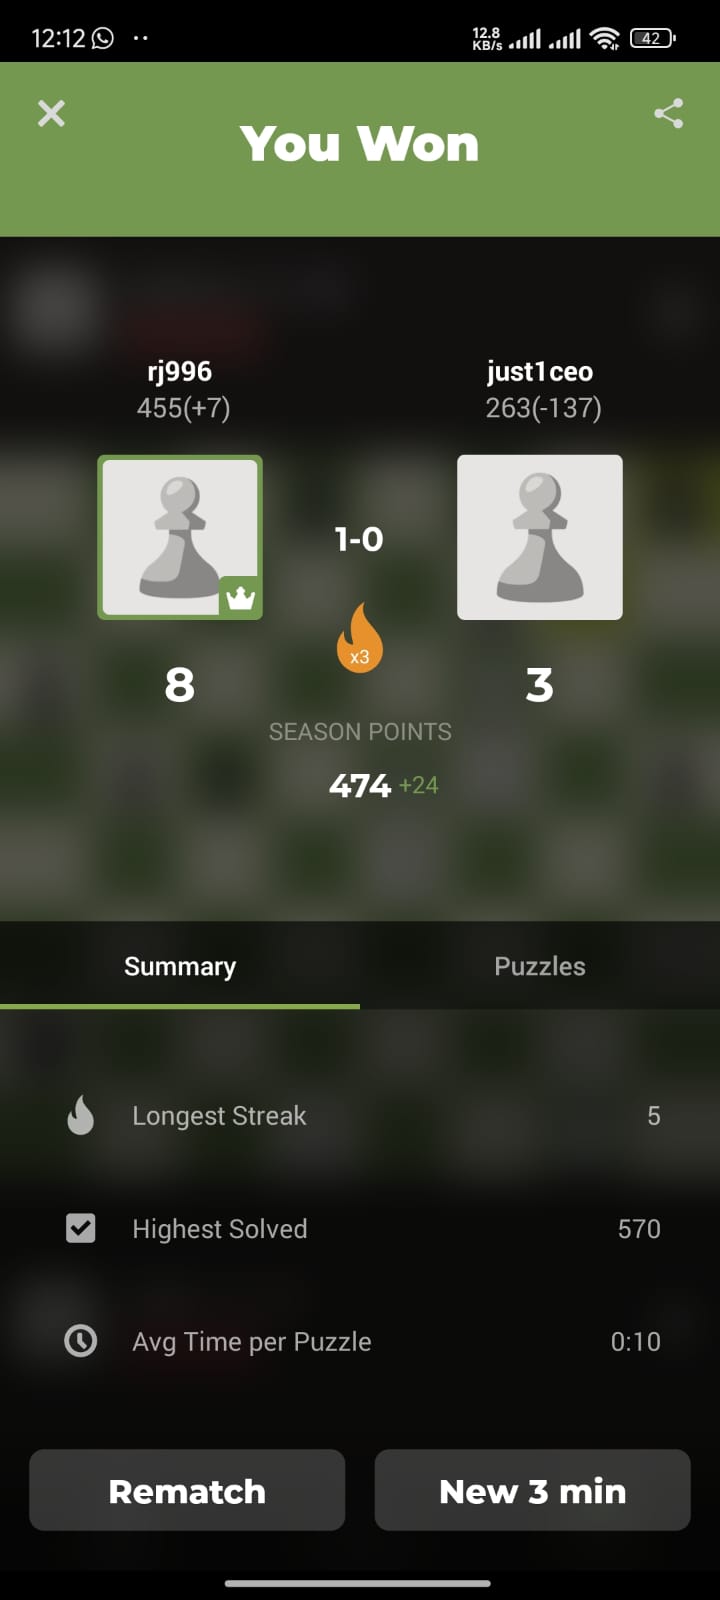 12:12
12.8
KB/s
42
You Won
rj996
just1ceo
455(+7)
263(-137)
1-0
x3
8
3
SEASON POINTS
474 +24
Summary
Puzzles
Longest Streak
5
Highest Solved
570
Avg Time per Puzzle
0:10
Rematch
New 3 min